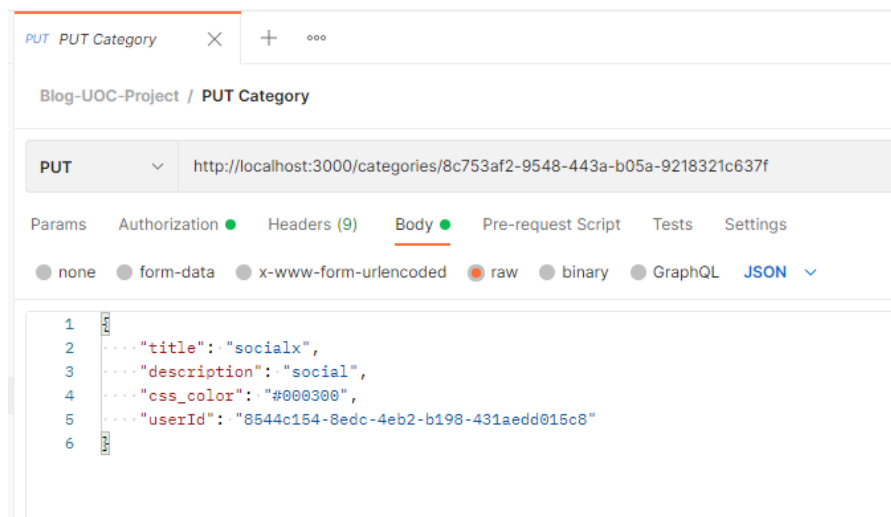 PUT PUT Category
Blog-UOC-Project / PUT Category
PUT http://localhost:3000/categories/8c753af2-9548-443a-b05a-9218321c637f
Params Authorization Headers (9) Body Pre-request Script Tests Settings
none form-data x-www-form-urlencoded raw binary GraphQL JSON
1 {
2 "title": "socialx",
3 "description": "social",
4 "css_color": "#000300",
5 "userId": "8544c154-8edc-4eb2-b198-431aedd015c8"
6 }